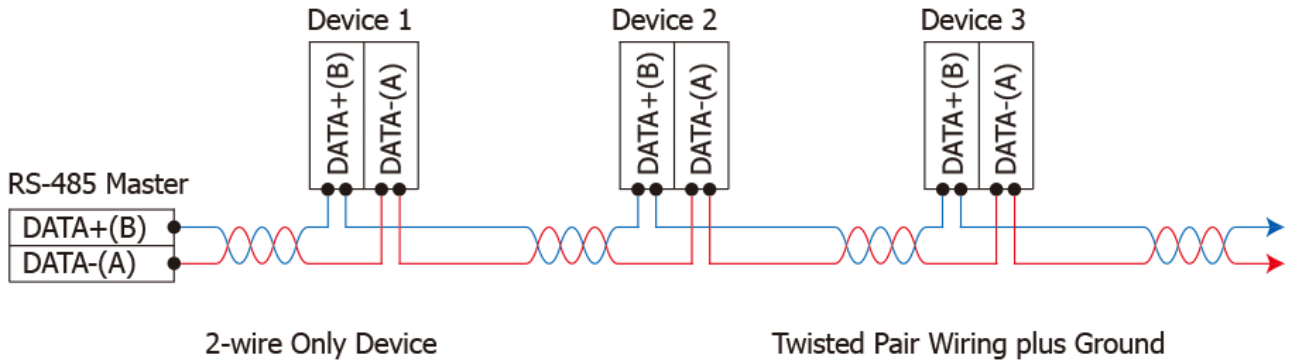 Device 1
Device 2
Device 3
DATA+(B)
DATA-(A)
DATA+(B)
DATA-(A)
DATA+(B)
DATA-(A)
RS-485 Master
DATA+(B)
DATA-(A)
2-wire Only Device
Twisted Pair Wiring plus Ground